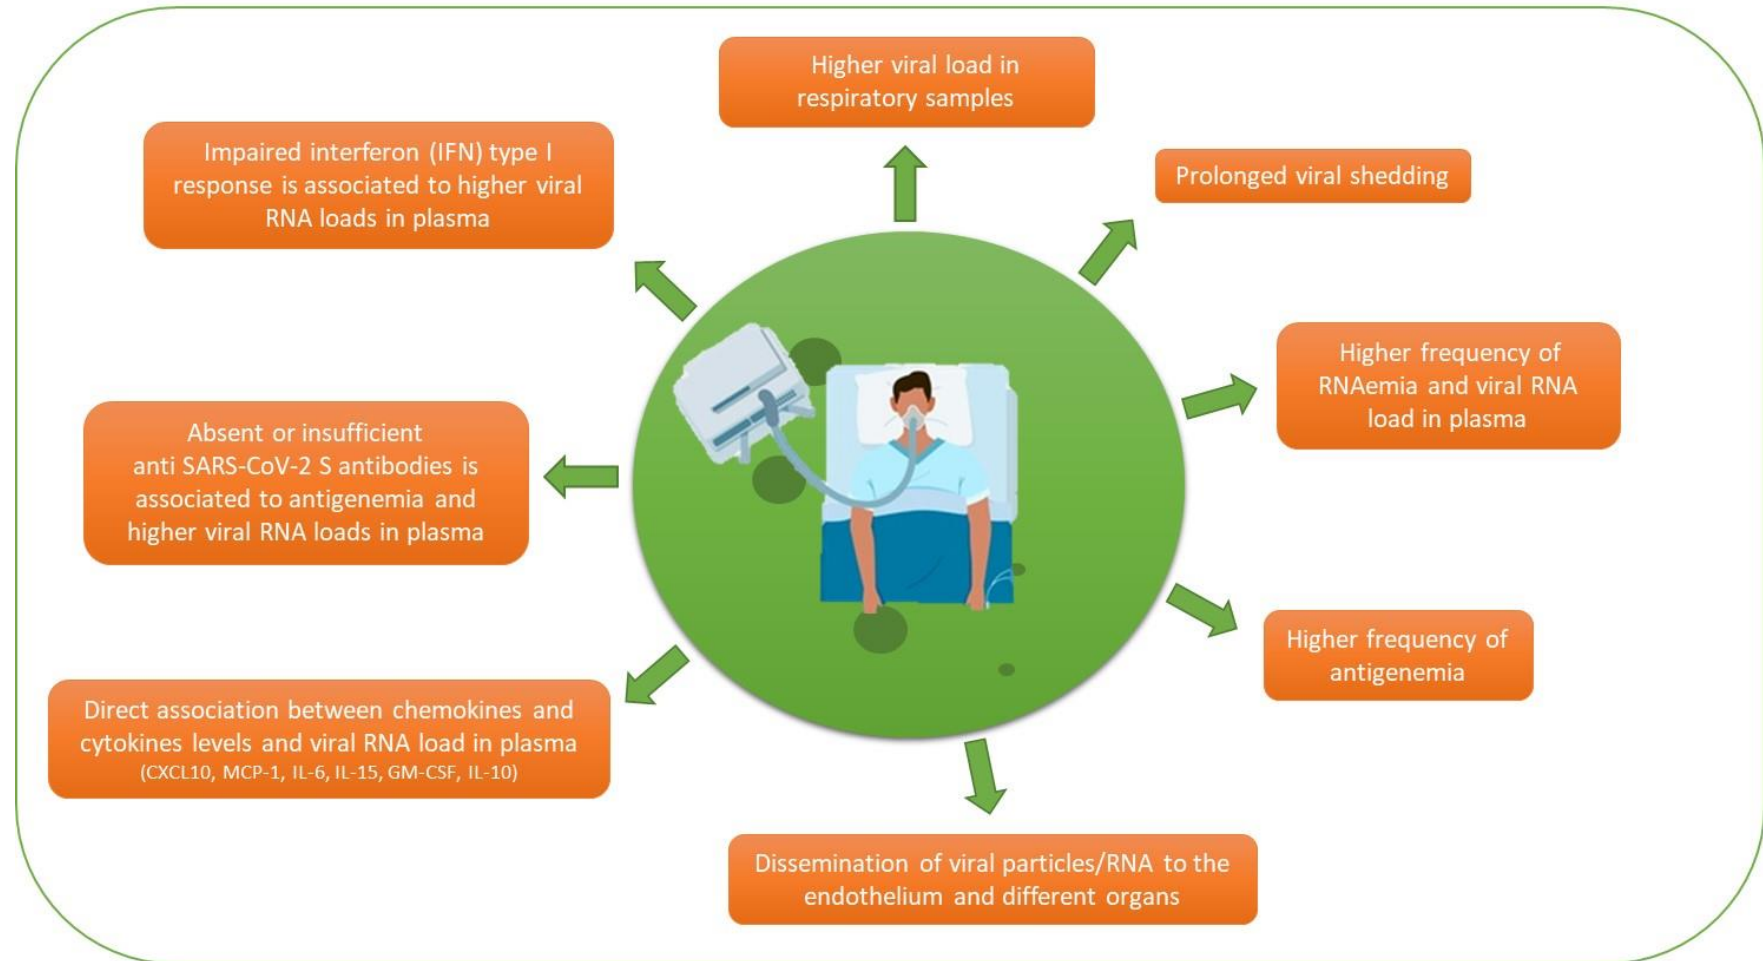 Higher viral load in
respiratory samples
Impaired interferon (IFN) type I
response is associated to higher viral
RNA loads in plasma
Prolonged viral shedding
Higher frequency of
RNAemia and viral RNA
load in plasma
Absent or insufficient
anti SARS-CoV-2 S antibodies is
associated to antigenemia and
higher viral RNA loads in plasma
Higher frequency of
antigenemia
Direct association between chemokines and
cytokines levels and viral RNA load in plasma
(CXCL10, MCP-1, IL-6, IL-15, GM-CSF, IL-10)
Dissemination of viral particles/RNA to the
endothelium and different organs